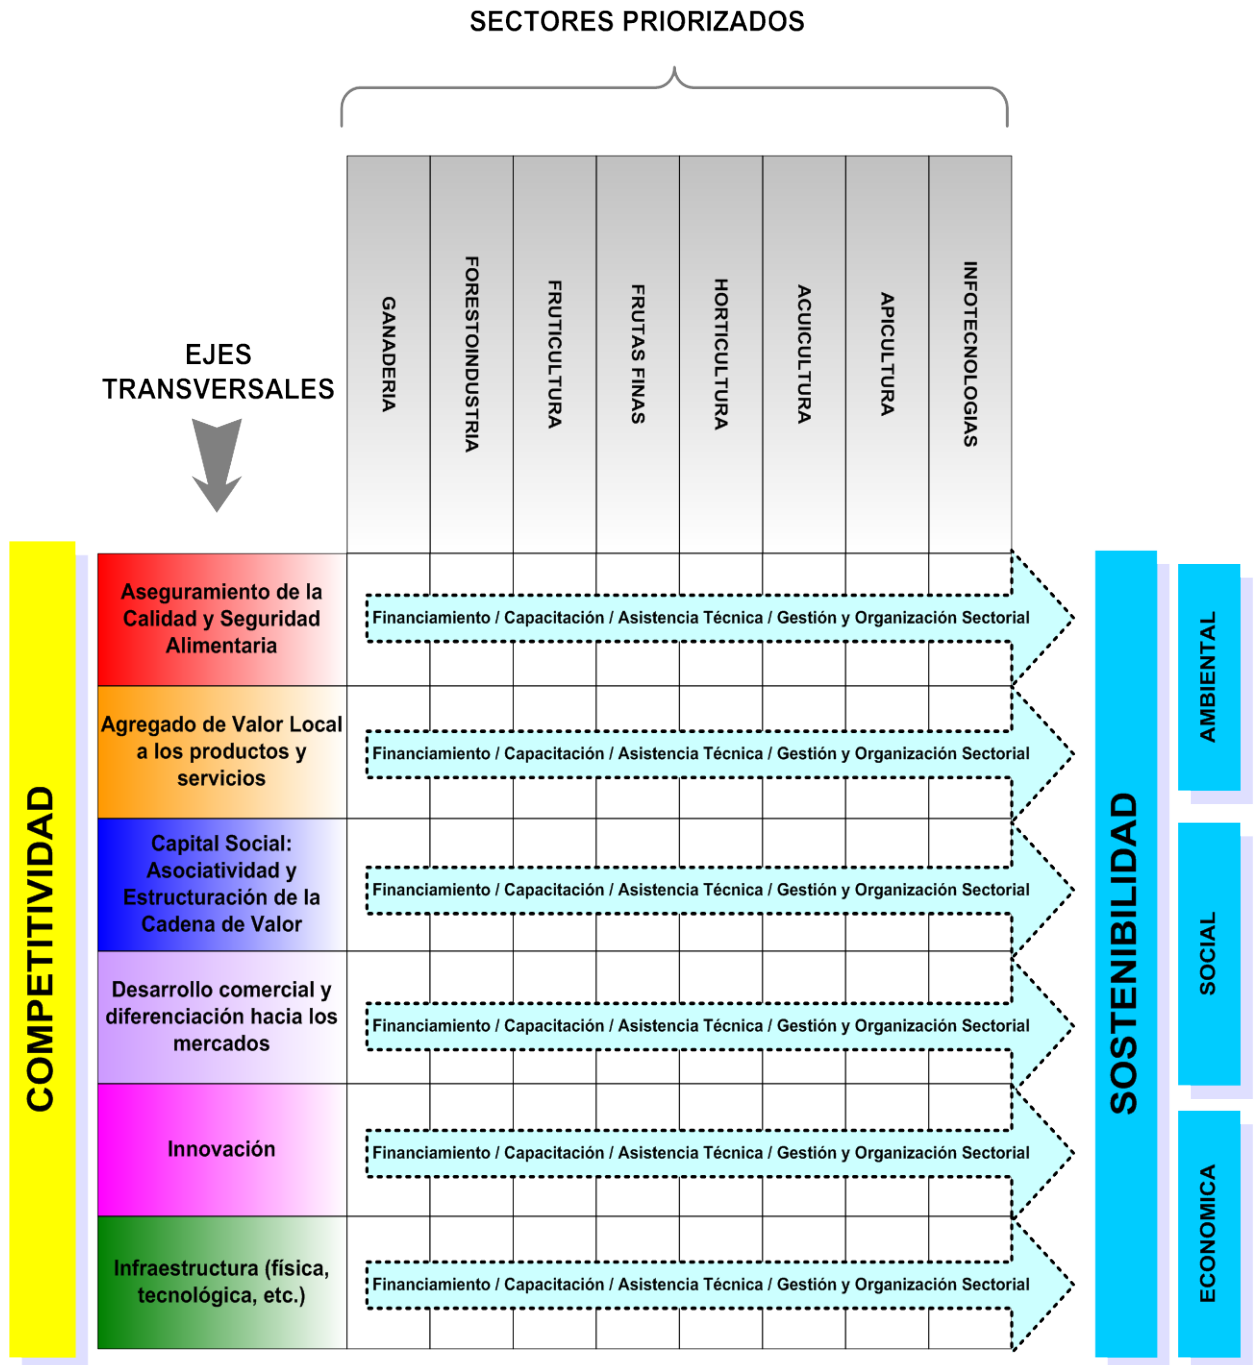 SECTORES PRIORIZADOS
GANADERIA
FORESTOINDUSTRIA
FRUTICULTURA
FRUTAS FINAS
HORTICULTURA
ACUICULTURA
APICULTURA
INFOTECNOLOGIAS
EJES
TRANSVERSALES
COMPETITIVIDAD
Aseguramiento de la
Calidad y Seguridad
Alimentaria
Financiamiento / Capacitación / Asistencia Técnica / Gestión y Organización Sectorial
Agregado de Valor Local
a los productos y
servicios
Financiamiento / Capacitación / Asistencia Técnica / Gestión y Organización Sectorial
Capital Social:
Asociatividad y
Estructuración de la
Cadena de Valor
Financiamiento / Capacitación / Asistencia Técnica / Gestión y Organización Sectorial
Desarrollo comercial y
diferenciación hacia los
mercados
Financiamiento / Capacitación / Asistencia Técnica / Gestión y Organización Sectorial
Innovación
Financiamiento / Capacitación / Asistencia Técnica / Gestión y Organización Sectorial
Infraestructura (física,
tecnológica, etc.)
Financiamiento / Capacitación / Asistencia Técnica / Gestión y Organización Sectorial
SOSTENIBILIDAD
AMBIENTAL
SOCIAL
ECONOMICA